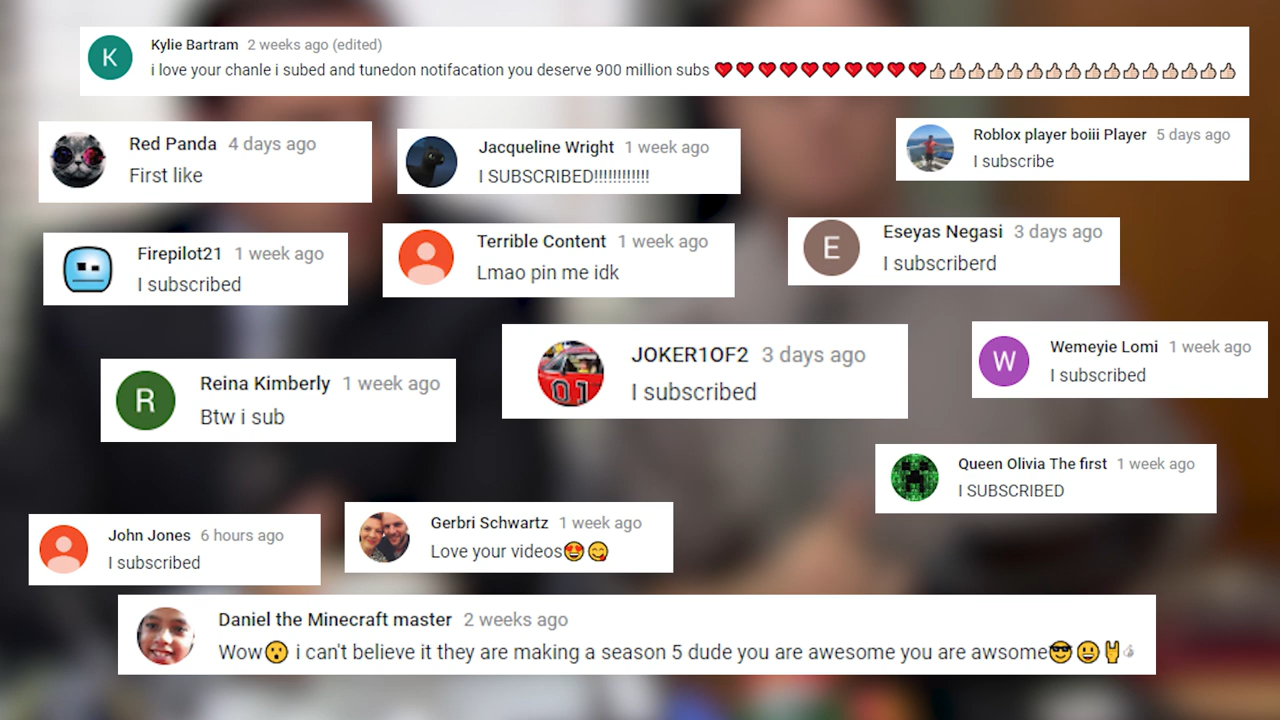 K
Kylie Bartram 2 weeks ago (edited)
i love your chanle i subed and tunedon notifacation you deserve 900 million subs ❤❤❤❤❤❤❤❤❤❤👍🏻👍🏻👍🏻👍🏻👍🏻👍🏻👍🏻👍🏻👍🏻👍🏻👍🏻👍🏻👍🏻👍🏻👍🏻👍🏻
Red Panda 4 days ago
First like
Jacqueline Wright 1 week ago
I SUBSCRIBED!!!!!!!!!!!!
Roblox player boiii Player 5 days ago
I subscribe
Firepilot21 1 week ago
I subscribed
Terrible Content 1 week ago
Lmao pin me idk
E
Eseyas Negasi 3 days ago
I subscriberd
R
Reina Kimberly 1 week ago
Btw i sub
01
JOKER1OF2 3 days ago
I subscribed
W
Wemeyie Lomi 1 week ago
I subscribed
Queen Olivia The first 1 week ago
I SUBSCRIBED
John Jones 6 hours ago
I subscribed
Gerbri Schwartz 1 week ago
Love your videos😍😋
Daniel the Minecraft master 2 weeks ago
Wow😮 i can't believe it they are making a season 5 dude you are awesome you are awsome😎😃🤘💣